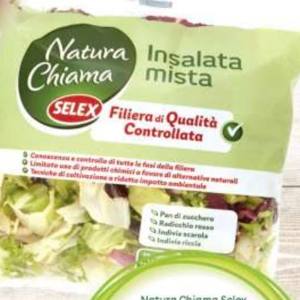 Natura
Chiama
SELEX
Insalata
mista
Filiera di Qualità
Controllata
✓ Conoscenza e controllo di tutte le fasi della filiera
✓ Limitato uso di prodotti chimici a favore di alternative naturali
✓ Tecniche di coltivazione a ridotto impatto ambientale
✓ Pan di zucchero
✓ Radicchio rosso
✓ Indivia scarola
✓ Indivia riccia
Natura Chiama Selex